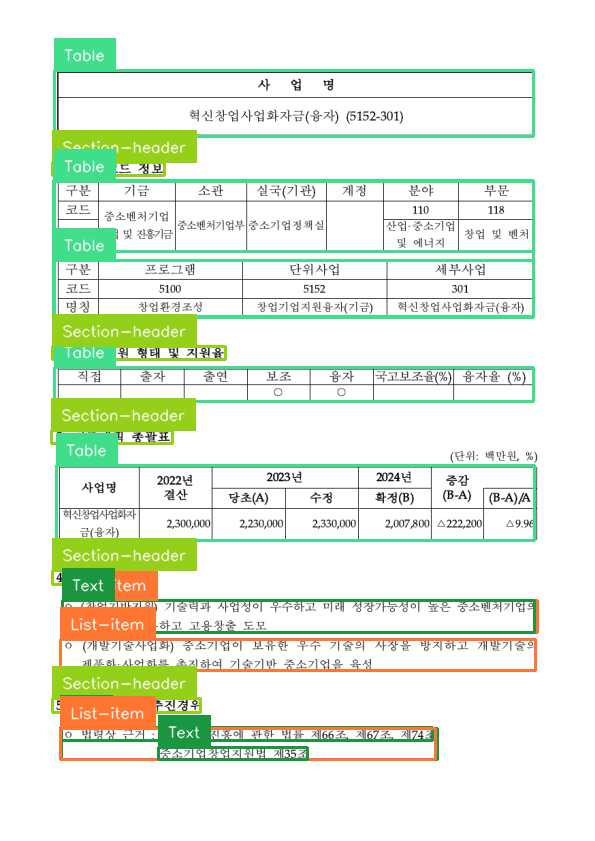 Table
사 업 명
혁신창업사업화자금(융자) (5152-301)
Section-header
Table
코드 정보
구분 기금 소관 실국(기관) 계정 분야 부문
코드 중소벤처기업 중소벤처기업부 중소기업정책실 110 118
및 진흥기금 산업·중소기업 및 에너지 창업 및 벤처
Table
구분 프로그램 단위사업 세부사업
코드 5100 5152 301
명칭 창업환경조성 창업기업지원융자(기금) 혁신창업사업화자금(융자)
Section-header
Table
형태 및 지원율
직접 출자 출연 보조 융자 국고보조율(%) 융자율 (%)
○ ○
Section-header
총괄표
Table
(단위: 백만원, %)
사업명 2022년 결산 2023년 2024년 증감 (B-A)
당초(A) 수정 확정(B) (B-A)/A
혁신창업사업화자금(융자) 2,300,000 2,230,000 2,330,000 2,007,800 △222,200 △9.96
Section-header
4
Text
ㅇ (창업기반지원) 기술력과 사업성이 우수하고 미래 성장가능성이 높은 중소벤처기업의
List-item
고용창출 도모
ㅇ (개발기술사업화) 중소기업이 보유한 우수 기술의 사장을 방지하고 개발기술의
제품화·사업화를 촉진하여 기술기반 중소기업을 육성
Section-header
5
추진경위
List-item
Text
ㅇ 법령상 근거 : 진흥에 관한 법률 제66조, 제67조, 제74조
중소기업창업지원법 제35조